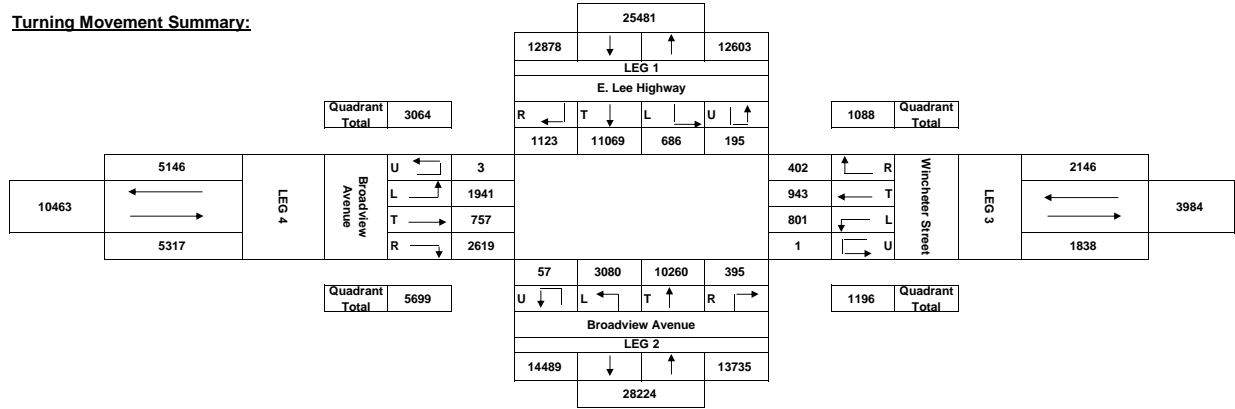 Turning Movement Summary:
25481
12878 12603
LEG 1
E. Lee Highway
Quadrant Total 3064
R T L U
1088 Quadrant Total
1123 11069 686 195
5146
U 3
402 R
2146
10463
LEG 4
Broadview Avenue
L 1941
943 T
Wincheter Street
LEG 3
3984
T 757
801 L
5317
R 2619
1 U
1838
57 3080 10260 395
Quadrant Total 5699
U L T R
1196 Quadrant Total
Broadview Avenue
LEG 2
14489 13735
28224